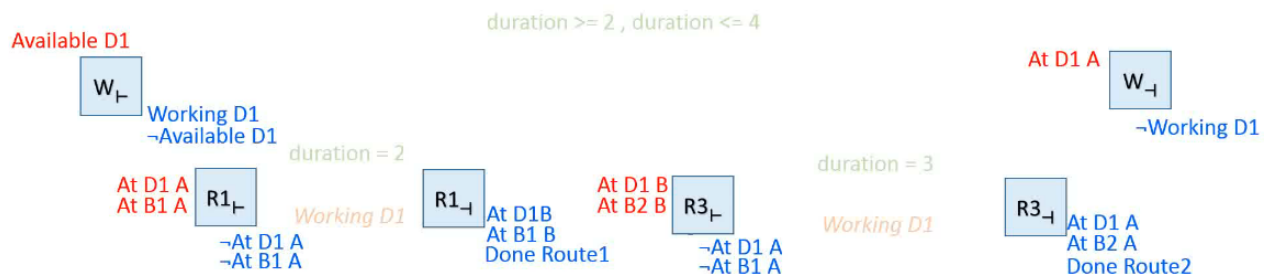 duration >= 2 , duration <= 4
Available D1
W⊢
Working D1
¬Available D1
At D1 A
W⊣
¬Working D1
duration = 2
At D1 A
At B1 A
R1⊢
¬At D1 A
¬At B1 A
Working D1
R1⊣
At D1B
At B1 B
Done Route1
At D1 B
At B2 B
R3⊢
¬At D1 A
¬At B1 A
duration = 3
Working D1
R3⊣
At D1 A
At B2 A
Done Route2